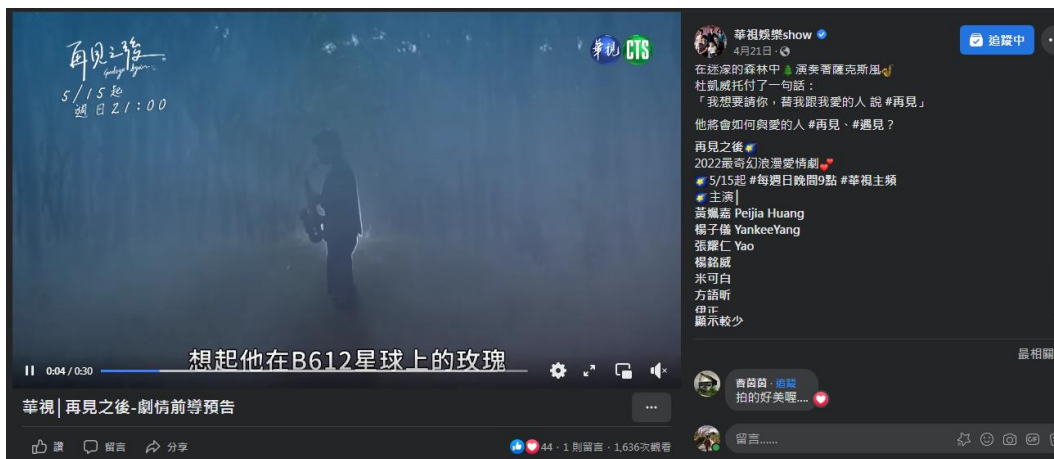 再見之後
Goodbye Again
5/15起
週日21:00
華視 CTS
想起他在B612星球上的玫瑰
0:04 / 0:30
華視│再見之後-劇情前導預告
讚 留言 分享
44 · 1 則留言 · 1,636次觀看
華視娛樂show
4月21日
追蹤中
在迷濛的森林中🌲演奏著薩克斯風🎷
杜凱威托付了一句話：
「我想要請你，替我跟我愛的人 說 #再見」
他將會如何與愛的人 #再見、#遇見？
再見之後🌠
2022最奇幻浪漫愛情劇💕
🌠 5/15起 #每週日晚間9點 #華視主頻
🌠 主演│
黃姵嘉 Peijia Huang
楊子儀 YankeeYang
張耀仁 Yao
楊銘威
米可白
方語昕
伊正
顯示較少
最相關
曹茵茵 · 追蹤
拍的好美喔....
留言......
GIF